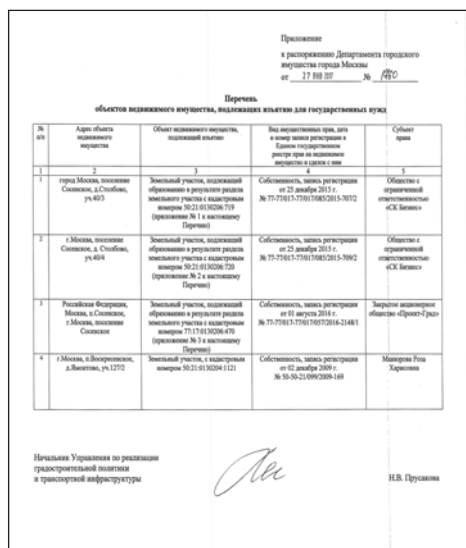 Приложение
к распоряжению Департамента городского
имущества города Москвы
от 27 ЯНВ 2017 №
Перечень
объектов недвижимого имущества, подлежащих изъятию для государственных нужд
№ п/п
Адрес объекта
недвижимого
имущества
Объект недвижимого имущества,
подлежащий изъятию
Вид имущественных прав, дата
и номер записи регистрации в
Едином государственном
реестре прав на недвижимое
имущество и сделок с ним
Субъект
права
1 2 3 4 5
1
город Москва, поселение
Сосенское, д.Столбово,
уч.40/3
Земельный участок, подлежащий
образованию в результате раздела
земельного участка с кадастровым
номером 50:21:0130206:719
(приложение № 1 к настоящему
Перечню)
Собственность, запись регистрации
от 25 декабря 2015 г.
№ 77-77/017-77/017/085/2015-707/2
Общество с
ограниченной
ответственностью
«СК Бизнес»
2
г.Москва, поселение
Сосенское, д. Столбово,
уч.40/4
Земельный участок, подлежащий
образованию в результате раздела
земельного участка с кадастровым
номером 50:21:0130206:720
(приложение № 2 к настоящему
Перечню)
Собственность, запись регистрации
от 25 декабря 2015 г.
№ 77-77/017-77/017/085/2015-709/2
Общество с
ограниченной
ответственностью
«СК Бизнес»
3
Российская Федерация,
Москва, п.Сосенское,
г.Москва, поселение
Сосенское
Земельный участок, подлежащий
образованию в результате раздела
земельного участка с кадастровым
номером 77:17:0130206:470
(приложение № 3 к настоящему
Перечню)
Собственность, запись регистрации
от 01 августа 2016 г.
№ 77-77/017-77/017/057/2016-2148/1
Закрытое акционерное
общество «Проект-Град»
4
г.Москва, п.Воскресенское,
д.Язово, уч.127/2
Земельный участок, с кадастровым
номером 50:21:0130204:1121
Собственность, запись регистрации
от 02 декабря 2009 г.
№ 50-50-21/099/2009-169
Роза
Харисовна
Начальник Управления по реализации
градостроительной политики
и транспортной инфраструктуры
Н.В. Прусакова